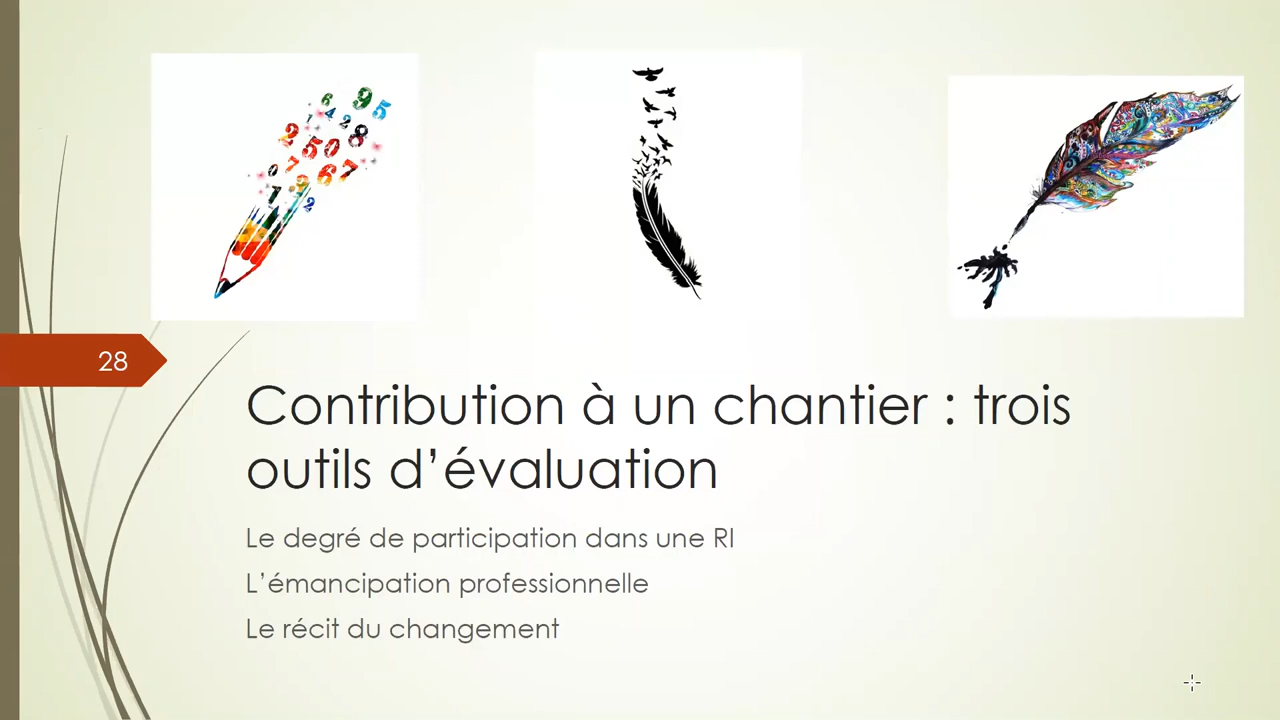 28
Contribution à un chantier : trois
outils d’évaluation
Le degré de participation dans une RI
L’émancipation professionnelle
Le récit du changement